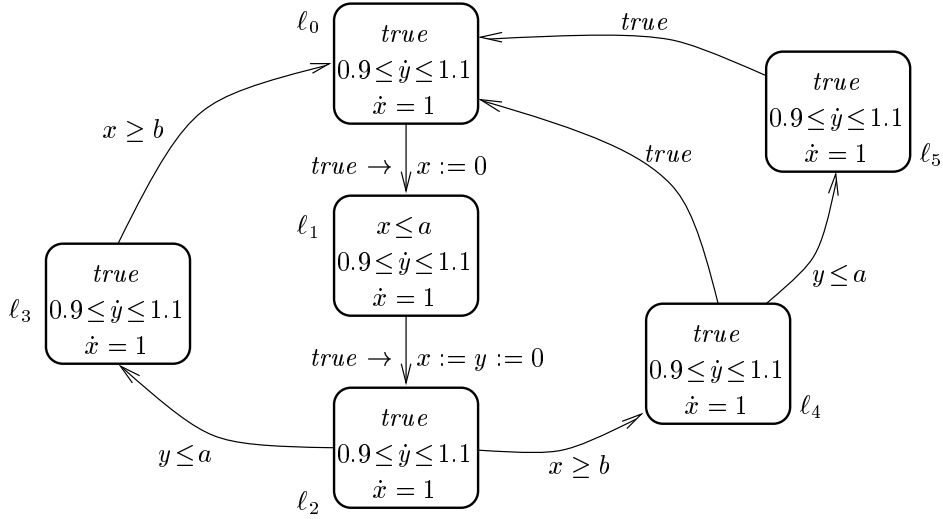 ℓ0
true
0.9 ≤ ẏ ≤ 1.1
ẋ = 1
true
true
0.9 ≤ ẏ ≤ 1.1
ẋ = 1
ℓ5
x ≥ b
true → x := 0
true
ℓ1
x ≤ a
0.9 ≤ ẏ ≤ 1.1
ẋ = 1
ℓ3
true
0.9 ≤ ẏ ≤ 1.1
ẋ = 1
y ≤ a
true → x := y := 0
true
0.9 ≤ ẏ ≤ 1.1
ẋ = 1
ℓ4
y ≤ a
true
0.9 ≤ ẏ ≤ 1.1
ẋ = 1
ℓ2
x ≥ b